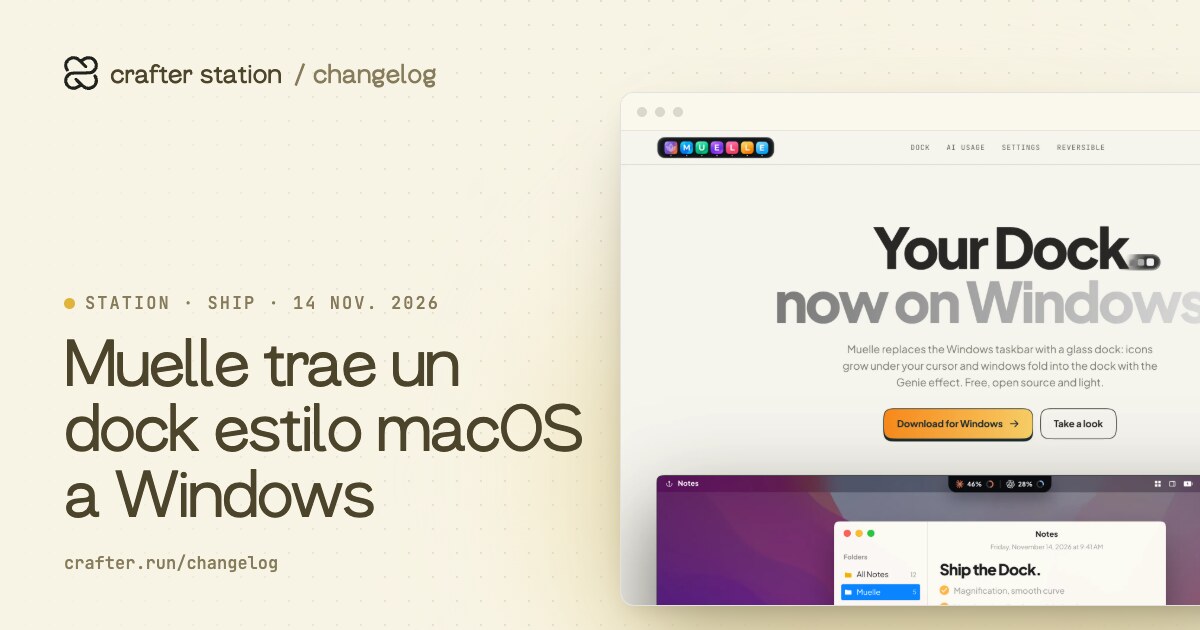 crafter station / changelog
STATION · SHIP · 14 NOV. 2026
Muelle trae un
dock estilo macOS
a Windows
crafter.run/changelog
MUELLE
DOCK AI USAGE SETTINGS REVERSIBLE
Your Dock
now on Windows
Muelle replaces the Windows taskbar with a glass dock: icons
grow under your cursor and windows fold into the dock with the
Genie effect. Free, open source and light.
Download for Windows → Take a look
Notes 46% 28%
Notes
Friday, November 14, 2026 at 9:41 AM
Folders
Ship the Dock.
All Notes 12
Muelle 5
Magnification, smooth curve